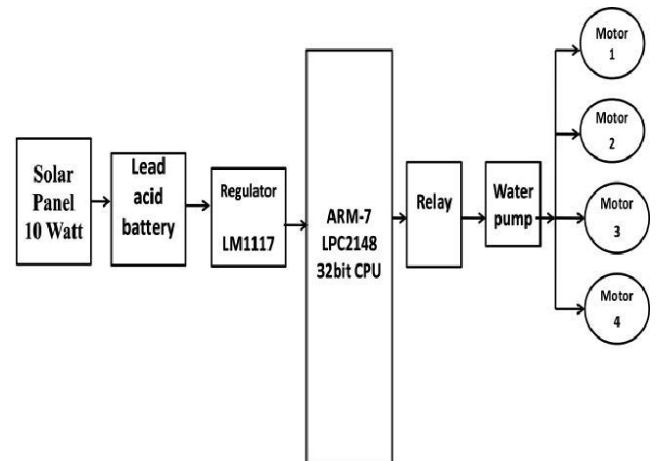 Solar
Panel
10 Watt
Lead
acid
battery
Regulator
LM1117
ARM-7
LPC2148
32bit CPU
Relay
Water
pump
Motor
1
Motor
2
Motor
3
Motor
4